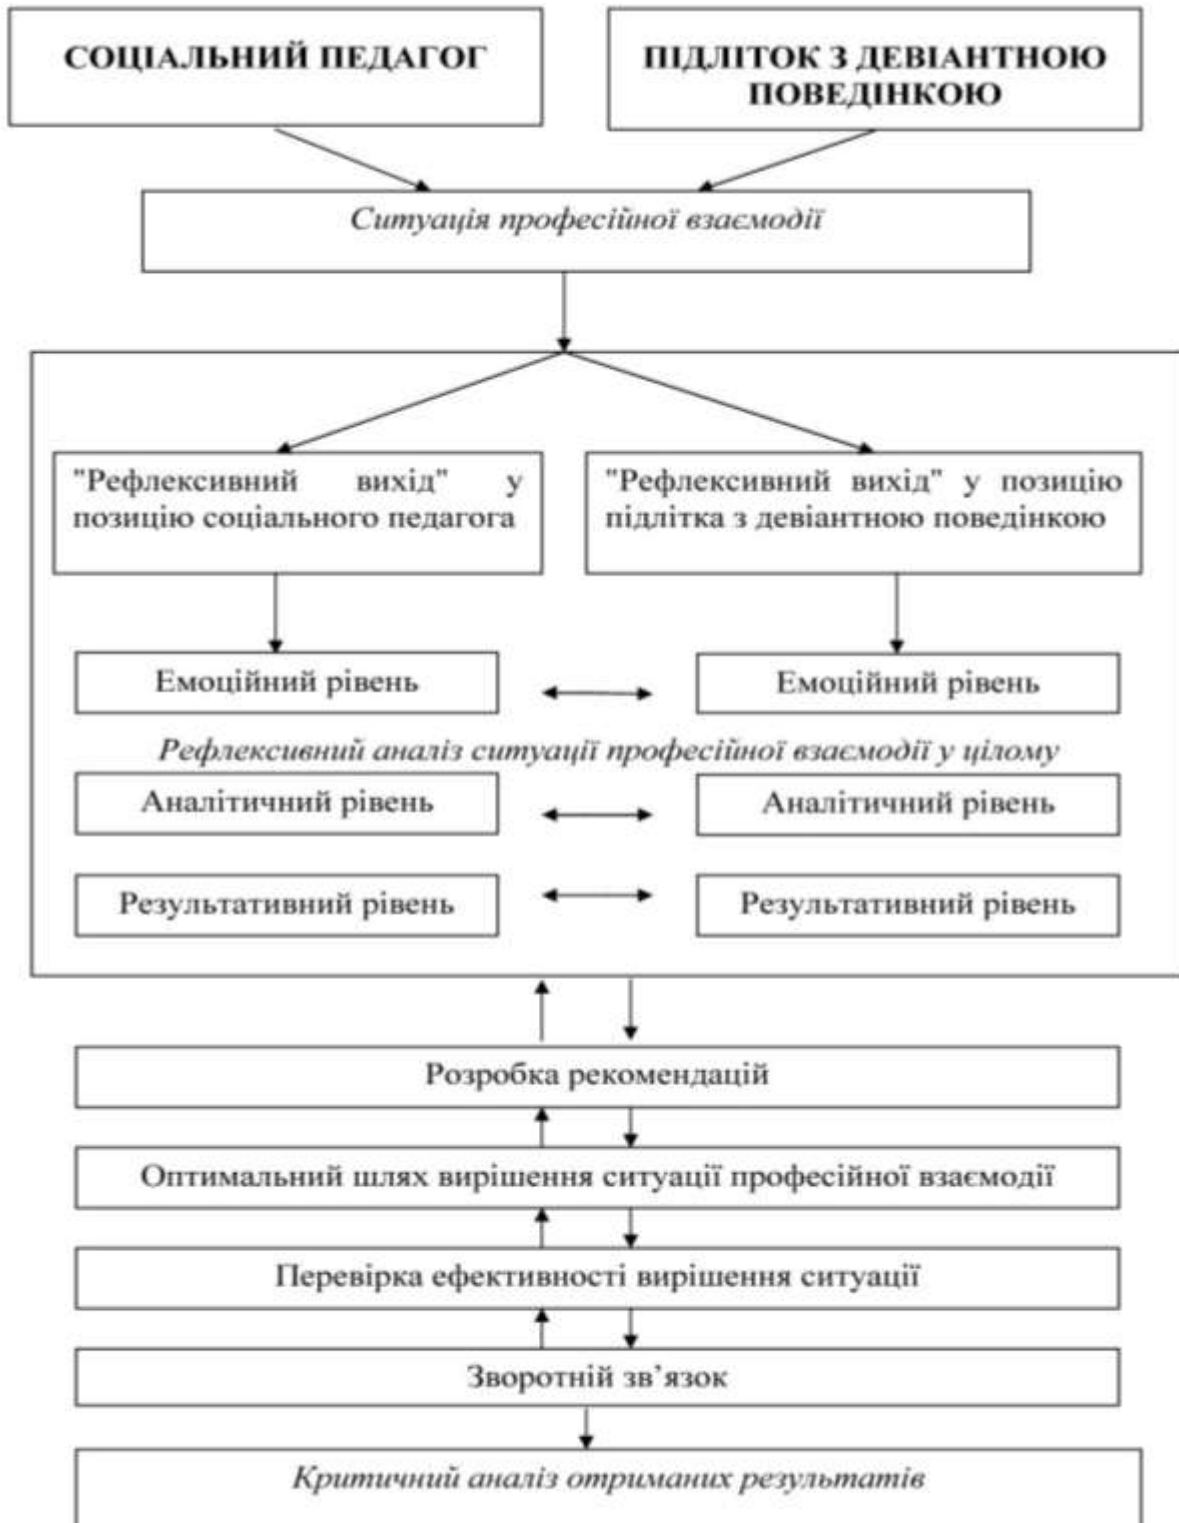 СОЦІАЛЬНИЙ ПЕДАГОГ
ПІДЛІТОК З ДЕВІАНТНОЮ
ПОВЕДІНКОЮ
Ситуація професійної взаємодії
"Рефлексивний вихід" у
позицію соціального педагога
"Рефлексивний вихід" у позицію
підлітка з девіантною поведінкою
Емоційний рівень
Емоційний рівень
Рефлексивний аналіз ситуації професійної взаємодії у цілому
Аналітичний рівень
Аналітичний рівень
Результативний рівень
Результативний рівень
Розробка рекомендацій
Оптимальний шлях вирішення ситуації професійної взаємодії
Перевірка ефективності вирішення ситуації
Зворотній зв’язок
Критичний аналіз отриманих результатів